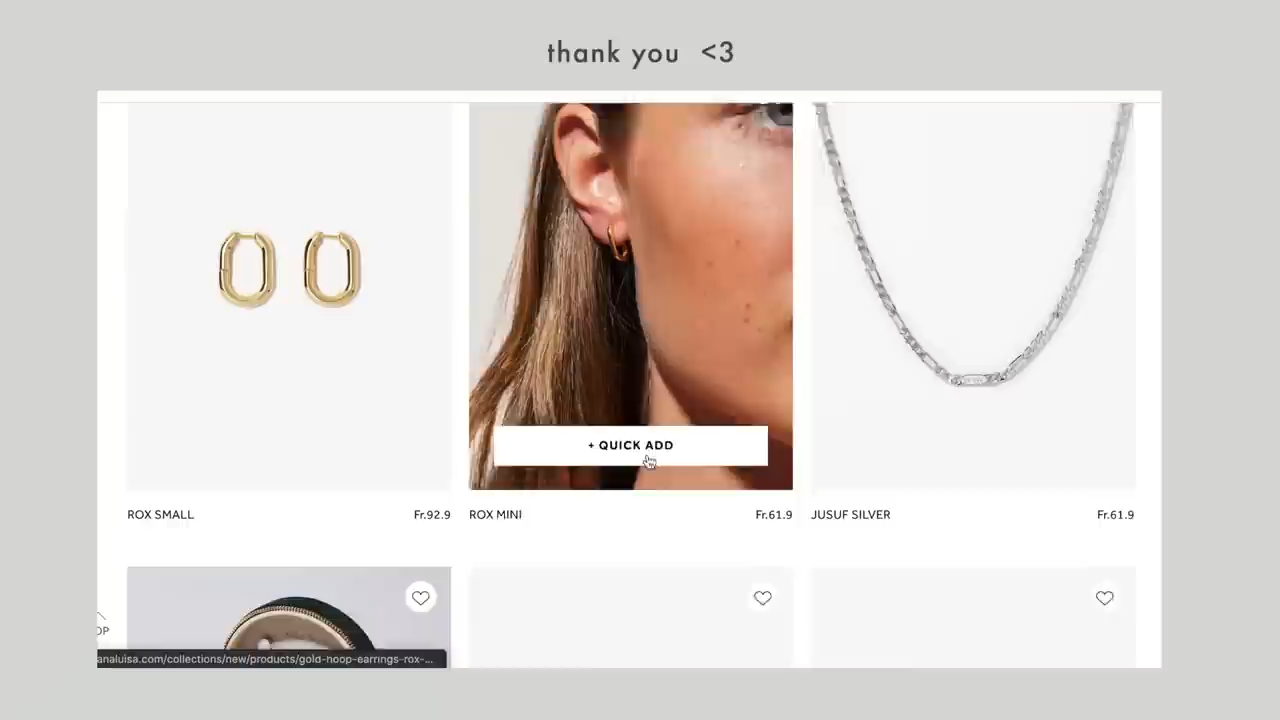 thank you <3
+ QUICK ADD
ROX SMALL Fr.92.9
ROX MINI Fr.61.9
JUSUF SILVER Fr.61.9
OP
analuisa.com/collections/new/products/gold-hoop-earrings-rox-...